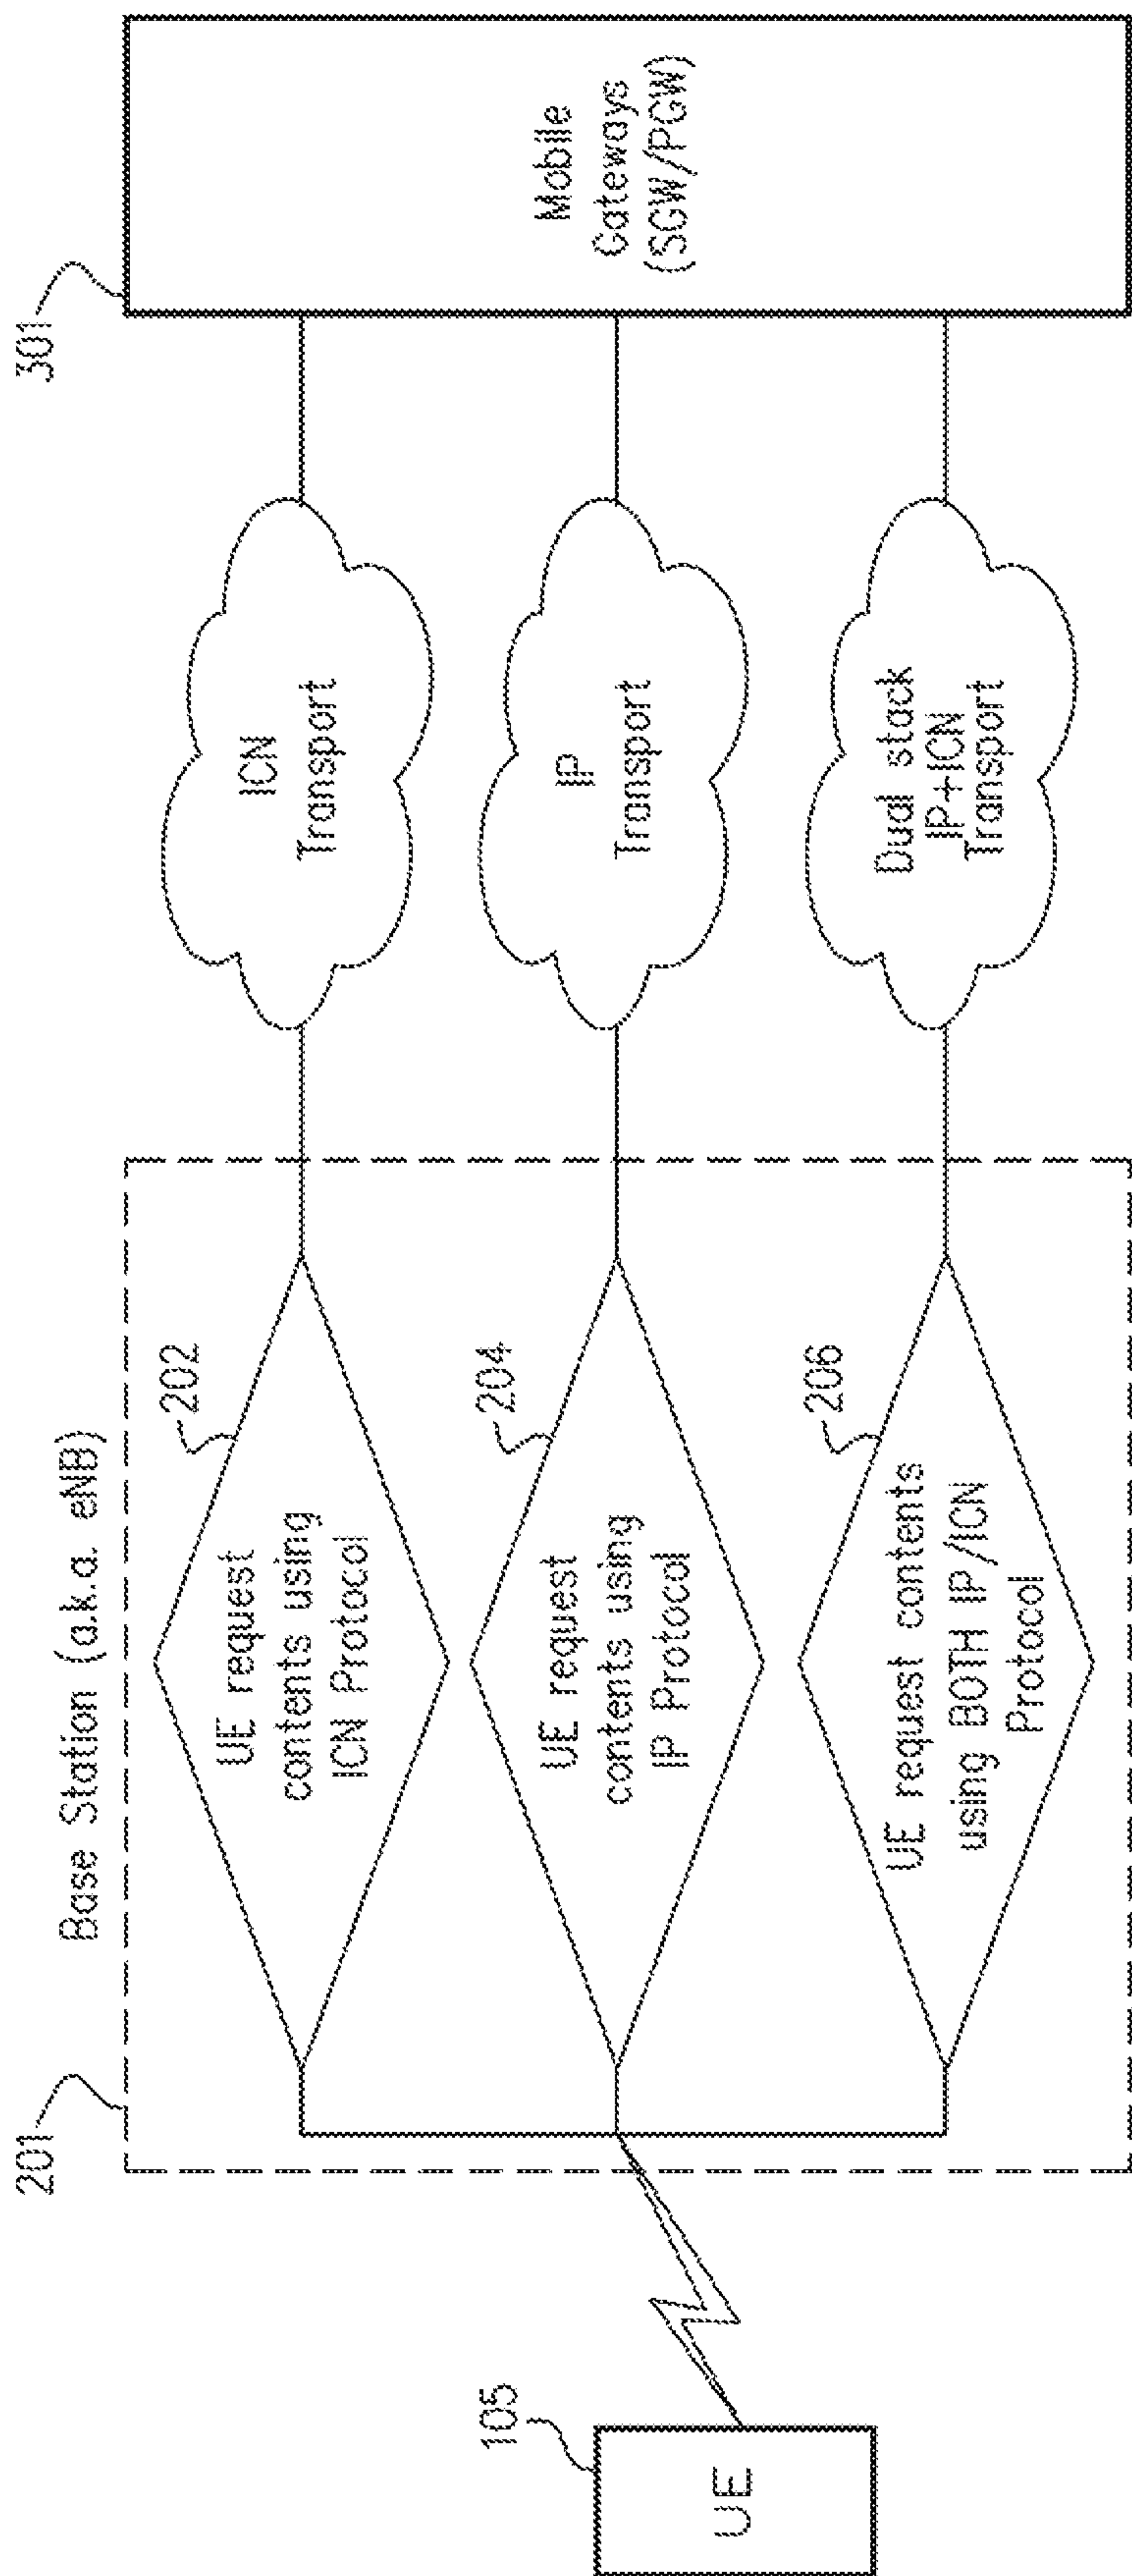 Base Station (a.k.a. eNB)
201
301
202
UE request
contents using
ICN Protocol
ICN
Transport
105
UE
204
UE request
contents using
IP Protocol
IP
Transport
Mobile
Gateways
(SGW/PGW)
206
UE request contents
using BOTH IP/ICN
Protocol
Dual stack
IP+ICN
Transport